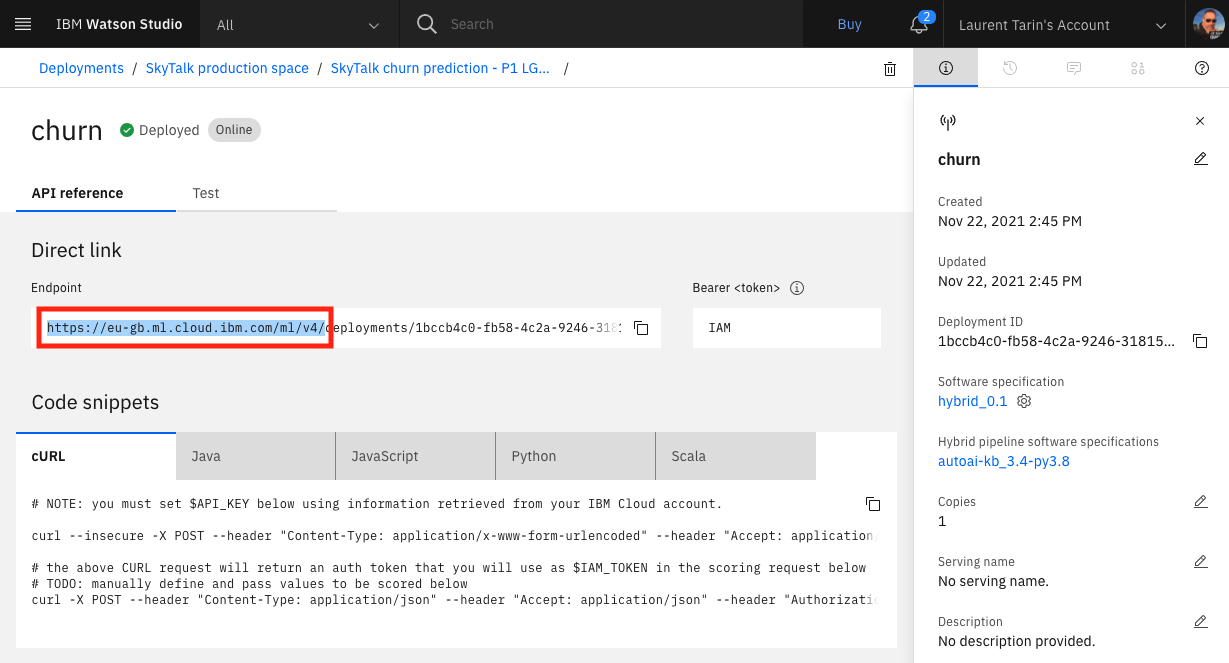 IBM Watson Studio
All
Search
Buy
2
Laurent Tarin's Account
Deployments / SkyTalk production space / SkyTalk churn prediction - P1 LG... /
churn
Deployed
Online
API reference
Test
Direct link
Endpoint
https://eu-gb.ml.cloud.ibm.com/ml/v4/deployments/1bccb4c0-fb58-4c2a-9246-3181
Bearer <token>
IAM
Code snippets
cURL
Java
JavaScript
Python
Scala
# NOTE: you must set $API_KEY below using information retrieved from your IBM Cloud account.
curl --insecure -X POST --header "Content-Type: application/x-www-form-urlencoded" --header "Accept: application
# the above CURL request will return an auth token that you will use as $IAM_TOKEN in the scoring request below
# TODO: manually define and pass values to be scored below
curl -X POST --header "Content-Type: application/json" --header "Accept: application/json" --header "Authorizatio
churn
Created
Nov 22, 2021 2:45 PM
Updated
Nov 22, 2021 2:45 PM
Deployment ID
1bccb4c0-fb58-4c2a-9246-31815...
Software specification
hybrid_0.1
Hybrid pipeline software specifications
autoai-kb_3.4-py3.8
Copies
1
Serving name
No serving name.
Description
No description provided.